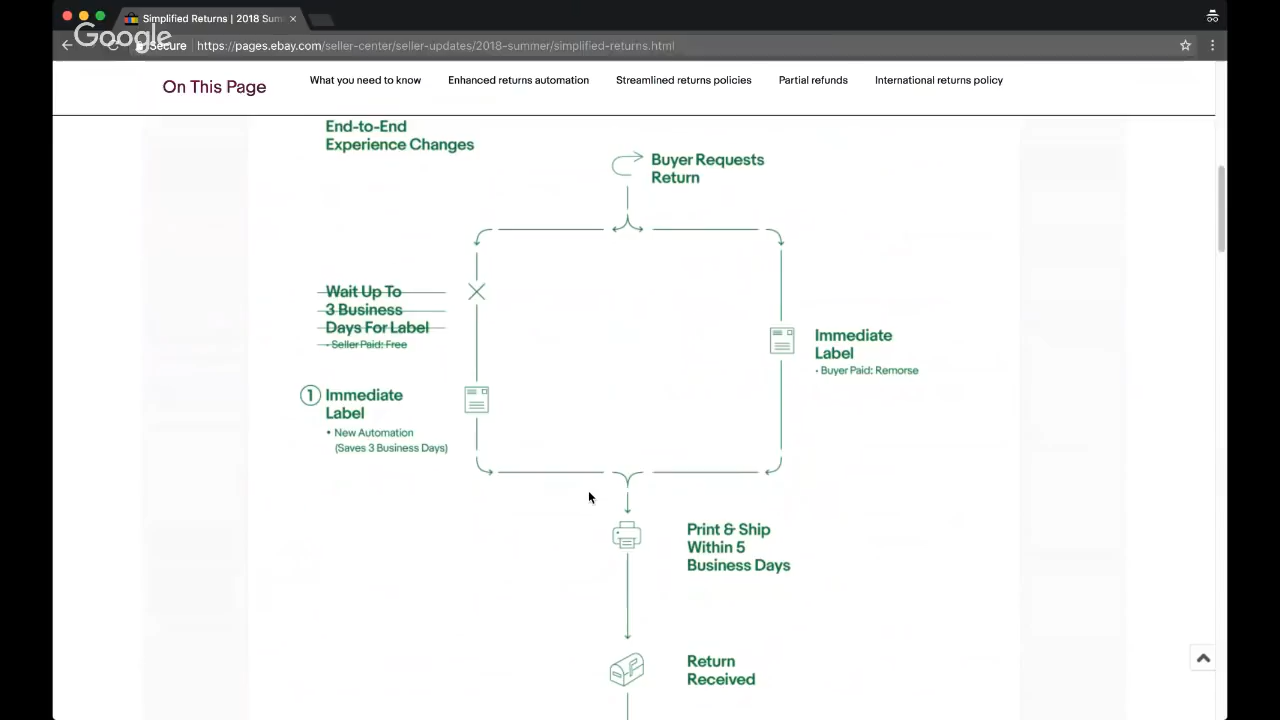 Simplified Returns | 2018 Sum
Google
Secure
https://pages.ebay.com/seller-center/seller-updates/2018-summer/simplified-returns.html
On This Page
What you need to know
Enhanced returns automation
Streamlined returns policies
Partial refunds
International returns policy
End-to-End
Experience Changes
Buyer Requests
Return
Wait Up To
3 Business
Days For Label
- Seller Paid: Free
Immediate
Label
• Buyer Paid: Remorse
1 Immediate
Label
• New Automation
(Saves 3 Business Days)
Print & Ship
Within 5
Business Days
Return
Received